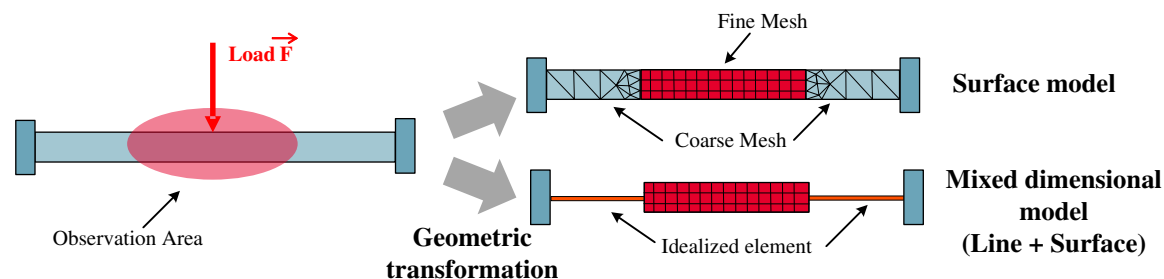 Load F
Observation Area
Geometric
transformation
Fine Mesh
Coarse Mesh
Surface model
Idealized element
Mixed dimensional
model
(Line + Surface)